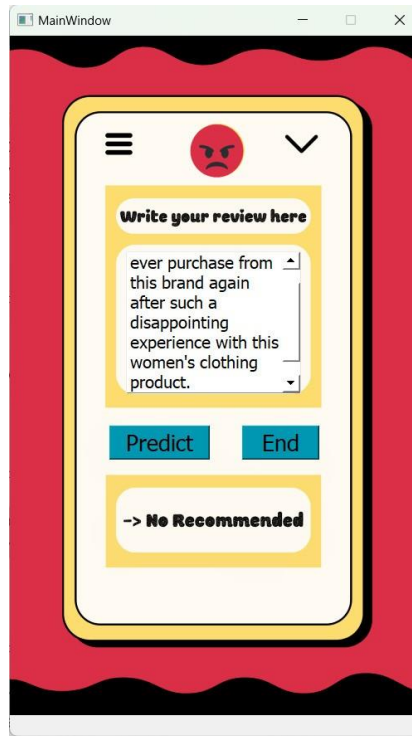 MainWindow
Write your review here
ever purchase from
this brand again
after such a
disappointing
experience with this
women's clothing
product.
Predict
End
-> No Recommended